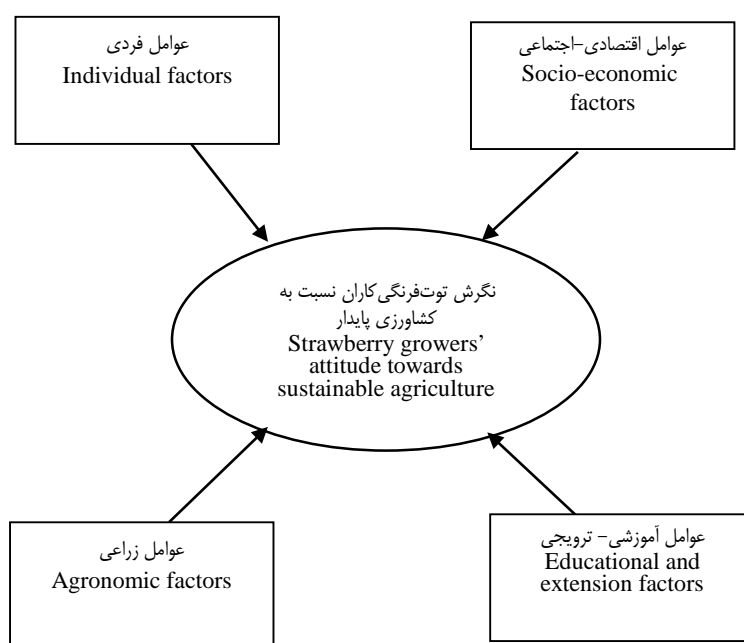 عوامل فردی
Individual factors
عوامل اقتصادی-اجتماعی
Socio-economic
factors
نگرش توت‌فرنگی‌کاران نسبت به
کشاورزی پایدار
Strawberry growers’
attitude towards
sustainable agriculture
عوامل زراعی
Agronomic factors
عوامل آموزشی- ترویجی
Educational and
extension factors